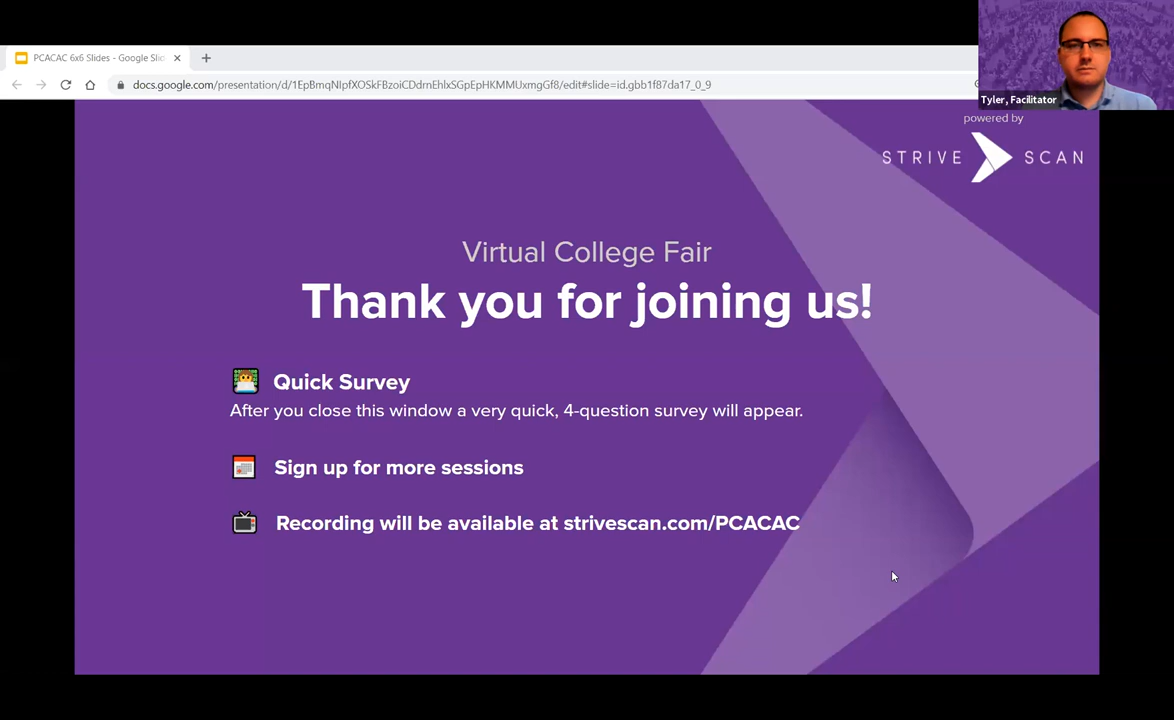 PCACAC 6x6 Slides - Google Sli
docs.google.com/presentation/d/1EpBmqNIpfXOSkFBzoiCDdrnEhlxSGpEpHKMMUxmgGf8/edit#slide=id.gbb1f87da17_0_9
Tyler, Facilitator
powered by
STRIVE SCAN
Virtual College Fair
Thank you for joining us!
Quick Survey
After you close this window a very quick, 4-question survey will appear.
Sign up for more sessions
Recording will be available at strivescan.com/PCACAC